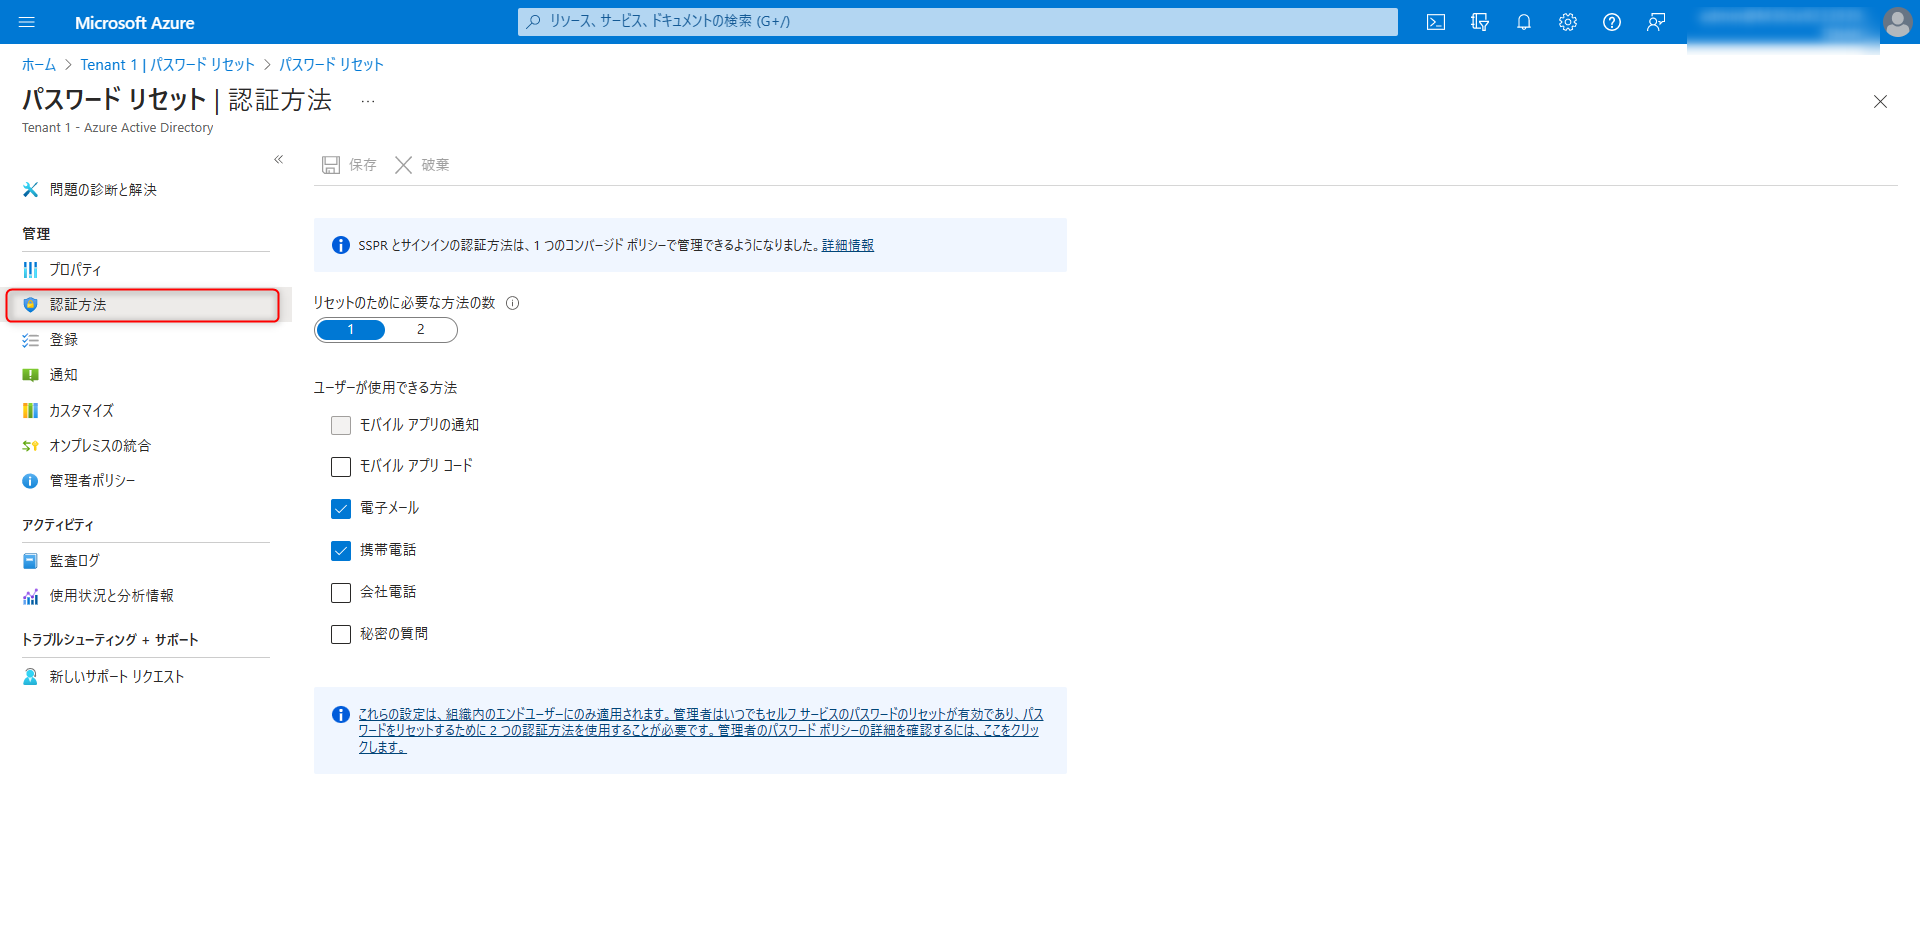 Microsoft Azure
リソース、サービス、ドキュメントの検索 (G+/)
ホーム > Tenant 1 | パスワード リセット > パスワード リセット
パスワード リセット | 認証方法 ...
Tenant 1 - Azure Active Directory
«
保存 破棄
問題の診断と解決
管理
プロパティ
認証方法
登録
通知
カスタマイズ
オンプレミスの統合
管理者ポリシー
アクティビティ
監査ログ
使用状況と分析情報
トラブルシューティング + サポート
新しいサポート リクエスト
SSPR とサインインの認証方法は、1 つのコンバージド ポリシーで管理できるようになりました。詳細情報
リセットのために必要な方法の数
1 2
ユーザーが使用できる方法
モバイル アプリの通知
モバイル アプリ コード
電子メール
携帯電話
会社電話
秘密の質問
これらの設定は、組織内のエンドユーザーにのみ適用されます。管理者はいつでもセルフ サービスのパスワードのリセットが有効であり、パス
ワードをリセットするために 2 つの認証方法を使用することが必要です。管理者のパスワード ポリシーの詳細を確認するには、ここをクリッ
クします。